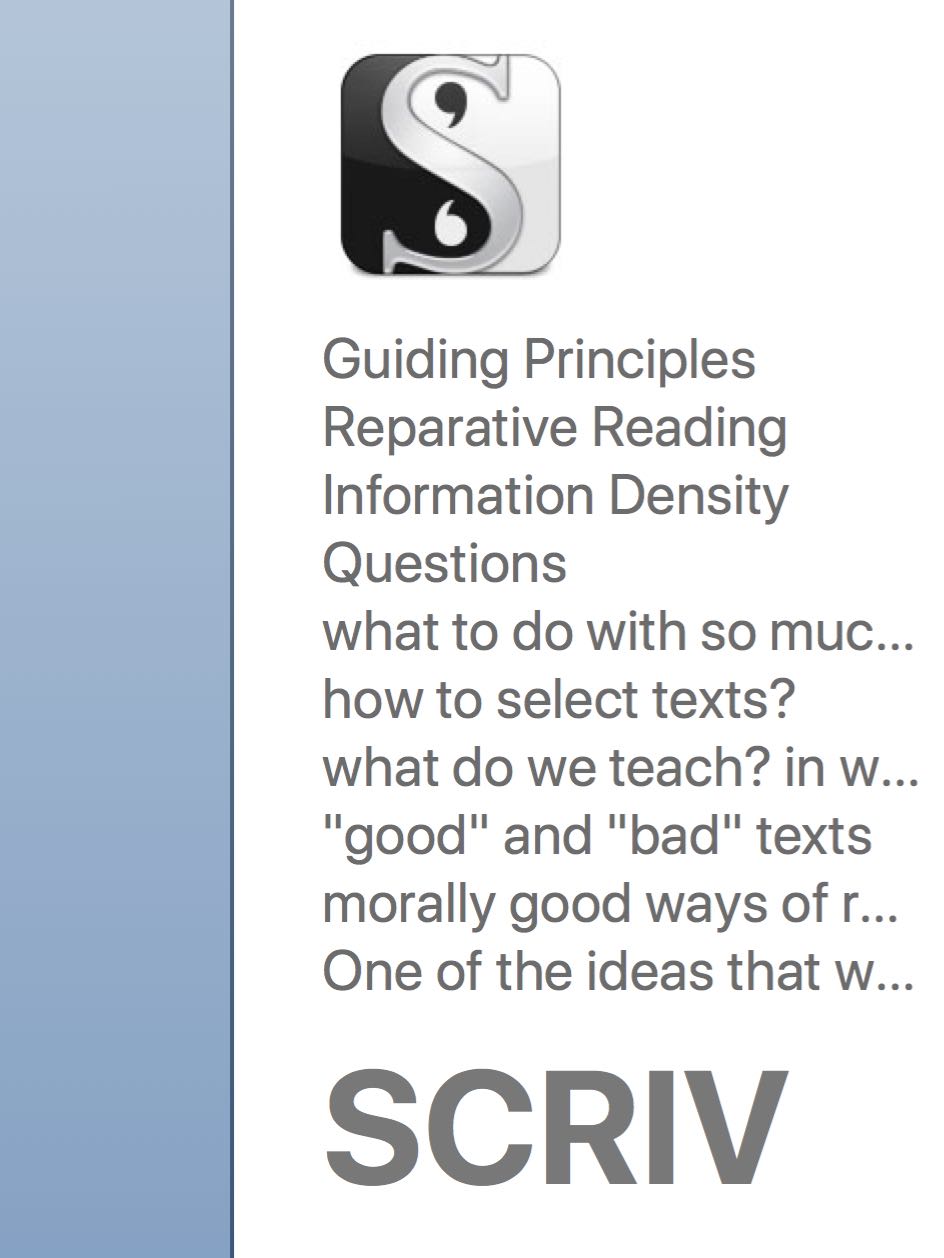 Guiding Principles
Reparative Reading
Information Density
Questions
what to do with so muc...
how to select texts?
what do we teach? in w...
"good" and "bad" texts
morally good ways of r...
One of the ideas that w...
SCRIV